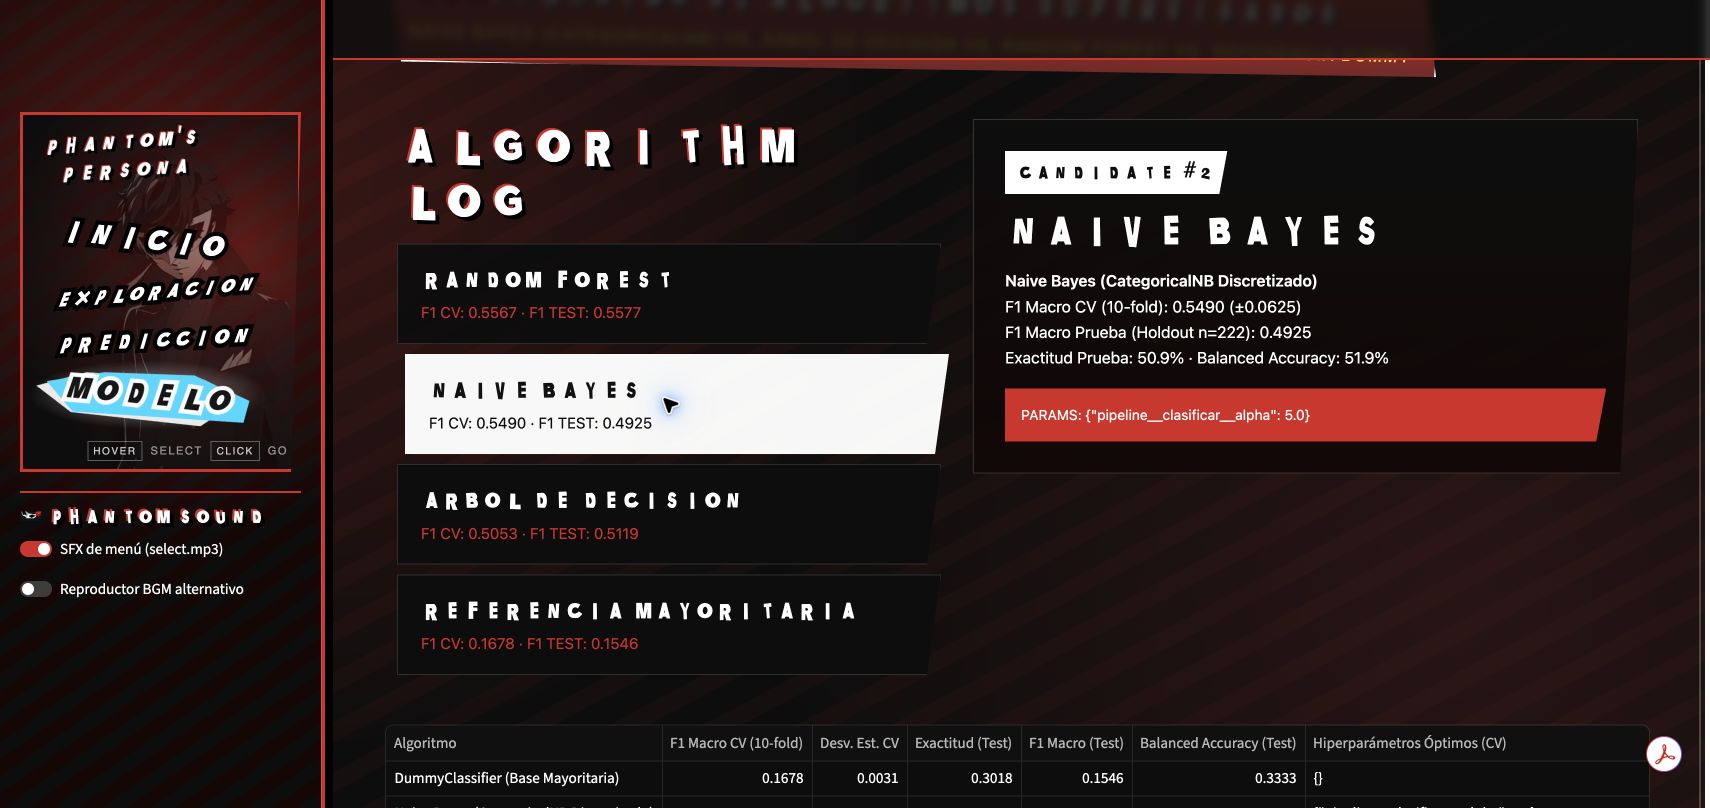 PHANTOM'S
PERSONA
INICIO
EXPLORACION
PREDICCION
MODELO
HOVER SELECT CLICK GO
PHANTOM SOUND
SFX de menú (select.mp3)
Reproductor BGM alternativo
ALGORITHM
LOG
RANDOM FOREST
F1 CV: 0.5567 · F1 TEST: 0.5577
NAIVE BAYES
F1 CV: 0.5490 · F1 TEST: 0.4925
ARBOL DE DECISION
F1 CV: 0.5053 · F1 TEST: 0.5119
REFERENCIA MAYORITARIA
F1 CV: 0.1678 · F1 TEST: 0.1546
CANDIDATE #2
NAIVE BAYES
Naive Bayes (CategoricalNB Discretizado)
F1 Macro CV (10-fold): 0.5490 (±0.0625)
F1 Macro Prueba (Holdout n=222): 0.4925
Exactitud Prueba: 50.9% · Balanced Accuracy: 51.9%
PARAMS: {"pipeline__clasificar__alpha": 5.0}
Algoritmo F1 Macro CV (10-fold) Desv. Est. CV Exactitud (Test) F1 Macro (Test) Balanced Accuracy (Test) Hiperparámetros Óptimos (CV)
DummyClassifier (Base Mayoritaria) 0.1678 0.0031 0.3018 0.1546 0.3333 {}